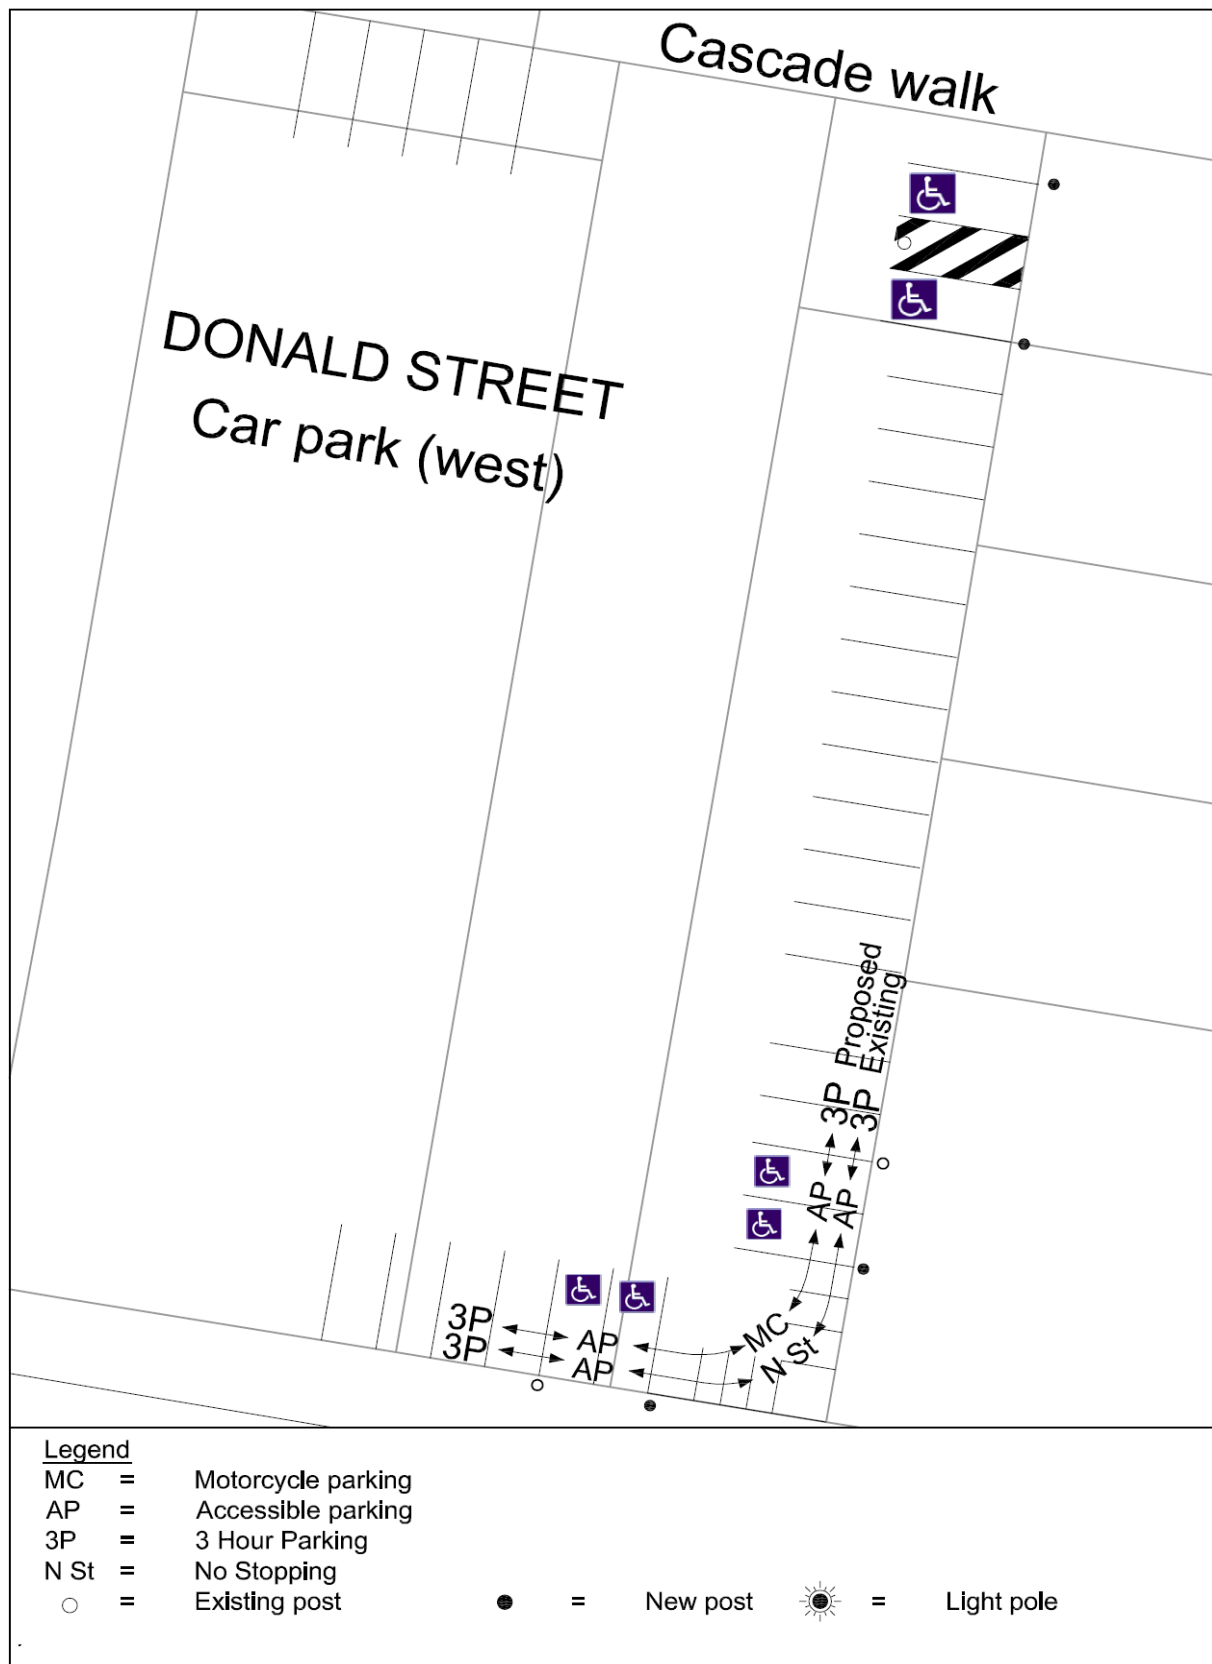 Cascade walk
DONALD STREET
Car park (west)
Proposed
Existing
3P
3P
AP
AP
MC
N St
3P
3P
AP
AP
Legend
MC = Motorcycle parking
AP = Accessible parking
3P = 3 Hour Parking
N St = No Stopping
= Existing post = New post = Light pole